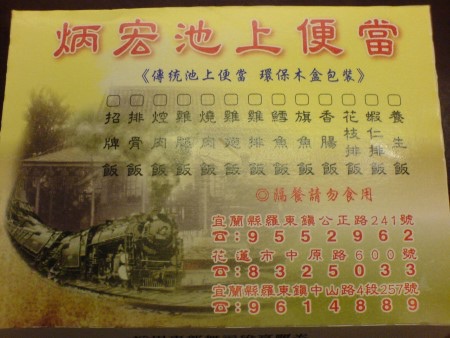 炳宏池上便當
《傳統池上便當 環保木盒包裝》
招牌飯
排骨飯
焢肉飯
雞腿飯
燒肉飯
雞翅飯
雞排飯
鱈魚飯
旗魚飯
香腸飯
花枝排飯
蝦仁排飯
養生飯
◎隔餐請勿食用
宜蘭縣羅東鎮公正路241號
☎:9552962
花蓮市中原路600號
☎:8325033
宜蘭縣羅東鎮中山路4段257號
☎:9614889